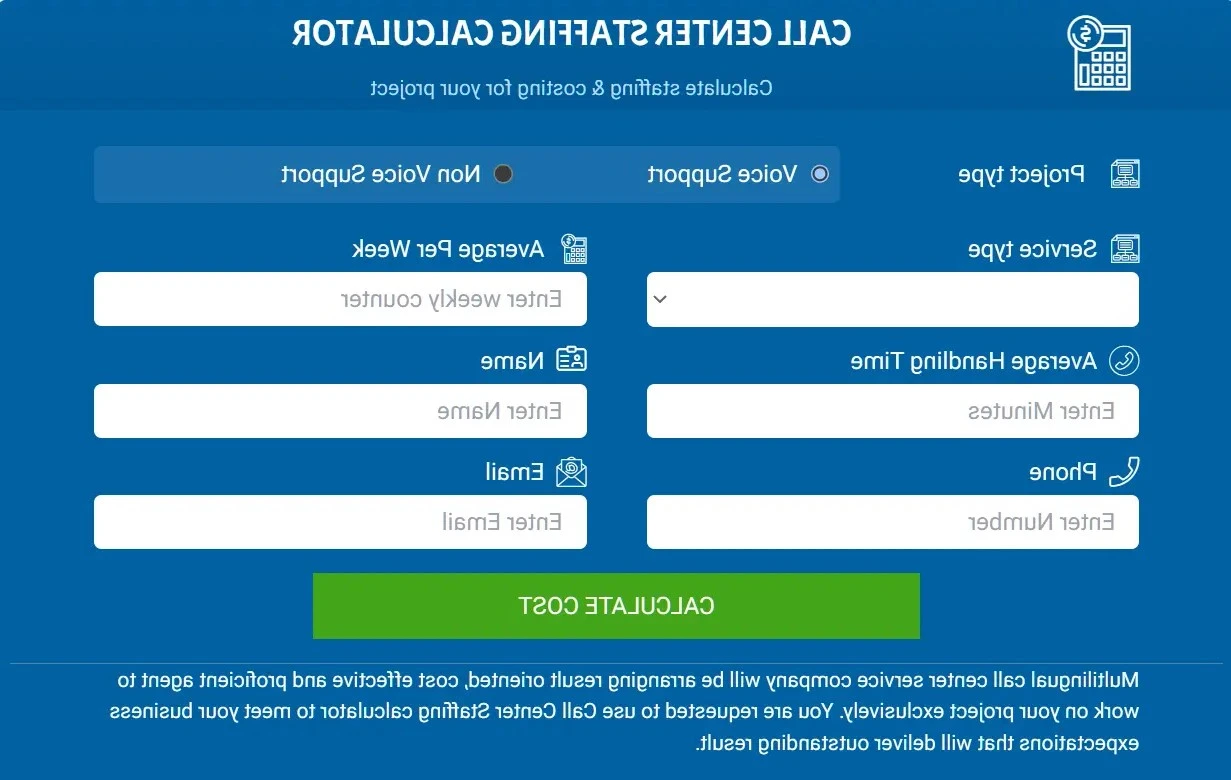 CALL CENTER STAFFING CALCULATOR
Calculate staffing & costing for your project
Project type
Voice Support
Non Voice Support
Service type
Average Per Week
Enter weekly counter
Average Handling Time
Name
Enter Minutes
Enter Name
Phone
Email
Enter Number
Enter Email
CALCULATE COST
Multilingual call center service company will be arranging result oriented, cost effective and proficient agent to
work on your project exclusively. You are requested to use Call Center Staffing calculator to meet your business
expectations that will deliver outstanding result.